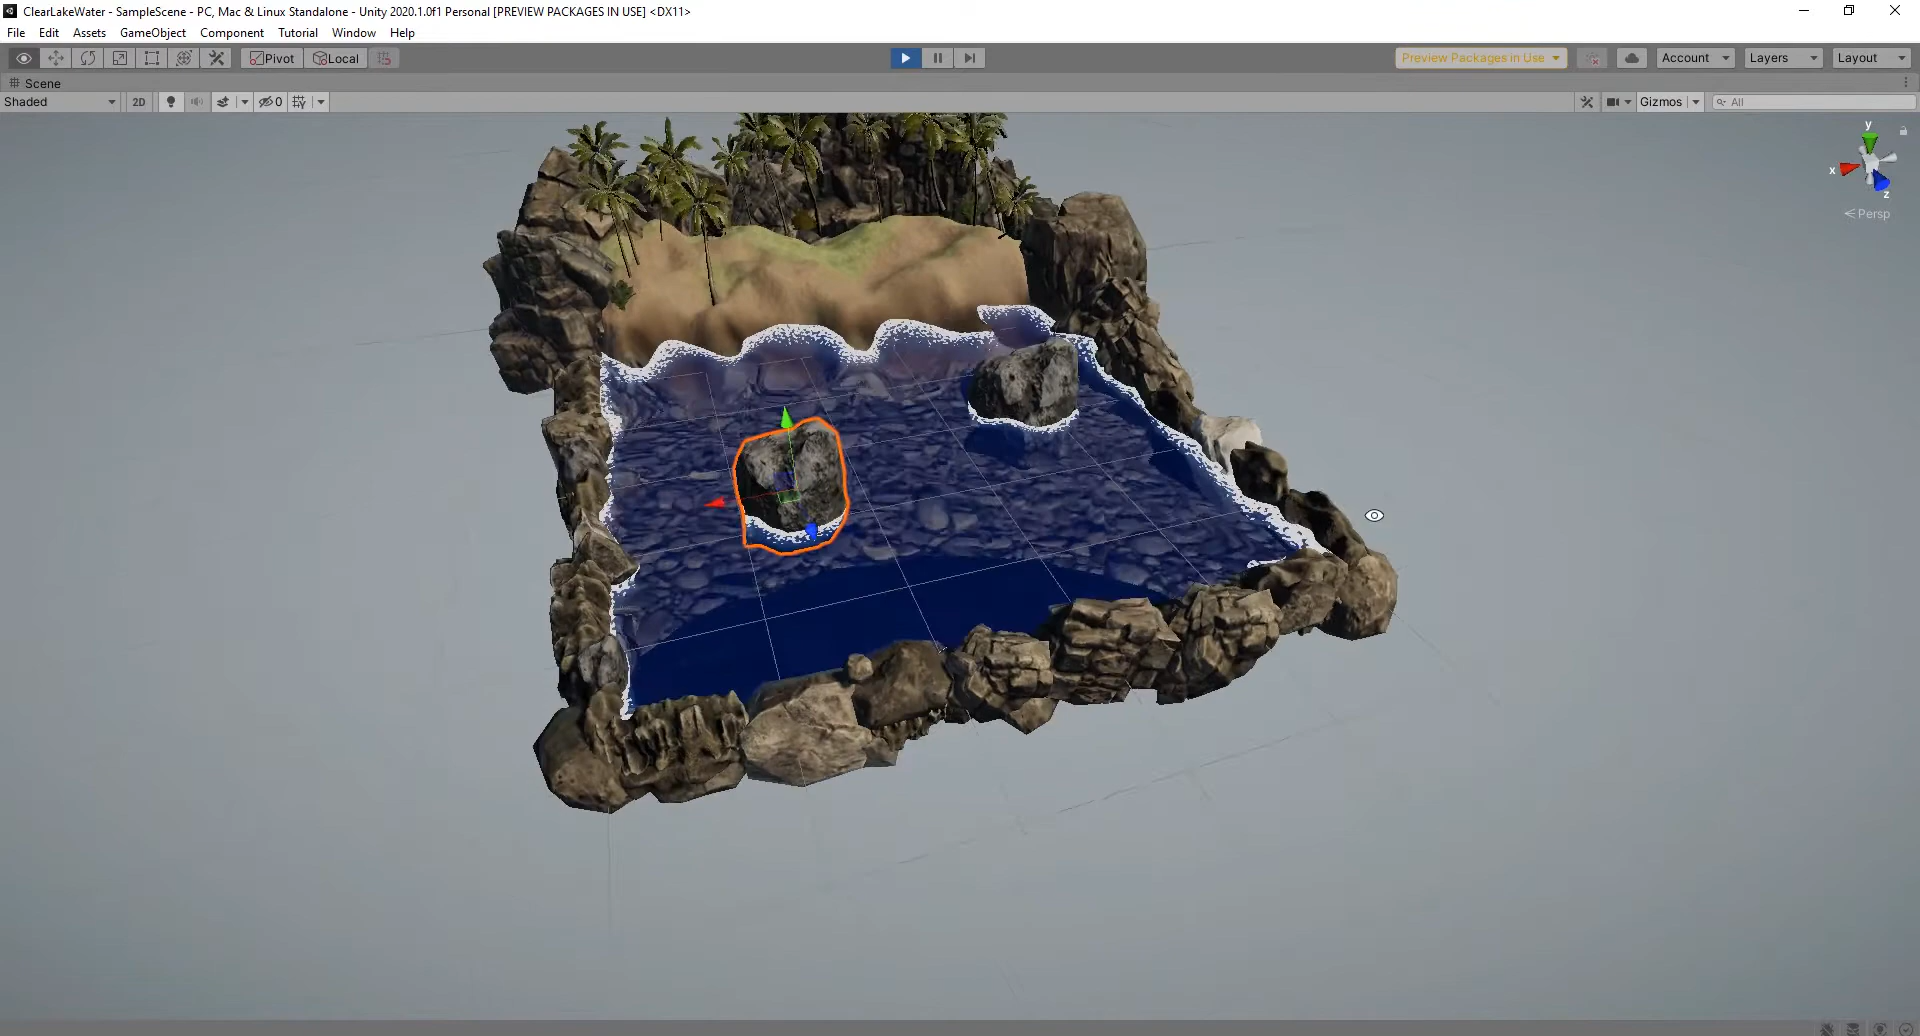 ClearLakeWater - SampleScene - PC, Mac & Linux Standalone - Unity 2020.1.0f1 Personal [PREVIEW PACKAGES IN USE] <DX11>
File Edit Assets GameObject Component Tutorial Window Help
Pivot Local Preview Packages in Use Account Layers Layout
Scene
Shaded 2D 0 Gizmos All
y
x
z
Persp